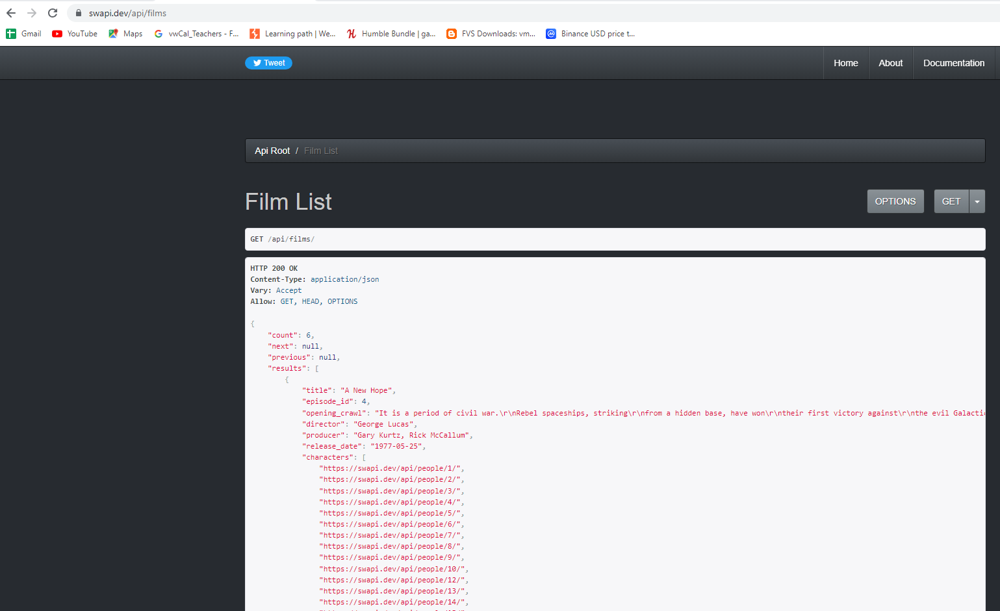 swapi.dev/api/films
Gmail YouTube Maps vwCal_Teachers - F... Learning path | We... Humble Bundle | ga... FVS Downloads: vm... Binance USD price t...
Tweet Home About Documentation
Api Root / Film List
Film List OPTIONS GET
GET /api/films/
HTTP 200 OK
Content-Type: application/json
Vary: Accept
Allow: GET, HEAD, OPTIONS
{
"count": 6,
"next": null,
"previous": null,
"results": [
{
"title": "A New Hope",
"episode_id": 4,
"opening_crawl": "It is a period of civil war.\r\nRebel spaceships, striking\r\nfrom a hidden base, have won\r\ntheir first victory against\r\nthe evil Galactic
"director": "George Lucas",
"producer": "Gary Kurtz, Rick McCallum",
"release_date": "1977-05-25",
"characters": [
"https://swapi.dev/api/people/1/",
"https://swapi.dev/api/people/2/",
"https://swapi.dev/api/people/3/",
"https://swapi.dev/api/people/4/",
"https://swapi.dev/api/people/5/",
"https://swapi.dev/api/people/6/",
"https://swapi.dev/api/people/7/",
"https://swapi.dev/api/people/8/",
"https://swapi.dev/api/people/9/",
"https://swapi.dev/api/people/10/",
"https://swapi.dev/api/people/12/",
"https://swapi.dev/api/people/13/",
"https://swapi.dev/api/people/14/",